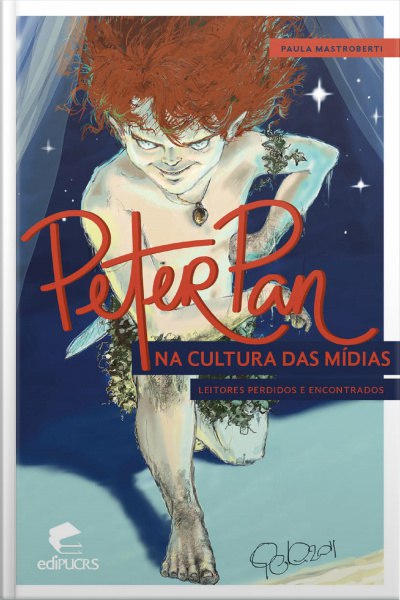 PAULA MASTROBERTI
Peter Pan
NA CULTURA DAS MÍDIAS
LEITORES PERDIDOS E ENCONTRADOS
ediPUCRS